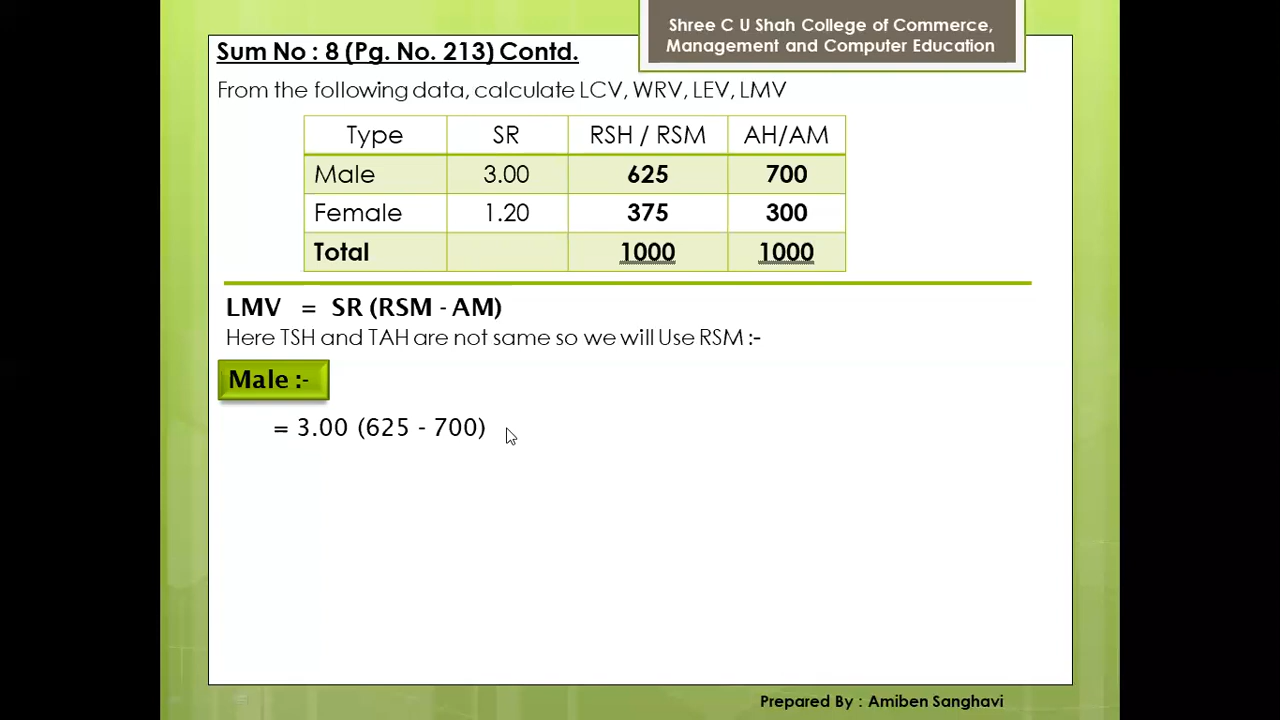 Shree C U Shah College of Commerce,
Management and Computer Education
Sum No : 8 (Pg. No. 213) Contd.
From the following data, calculate LCV, WRV, LEV, LMV
Type SR RSH / RSM AH/AM
Male 3.00 625 700
Female 1.20 375 300
Total 1000 1000
LMV = SR (RSM - AM)
Here TSH and TAH are not same so we will Use RSM :-
Male :-
= 3.00 (625 - 700)
Prepared By : Amiben Sanghavi